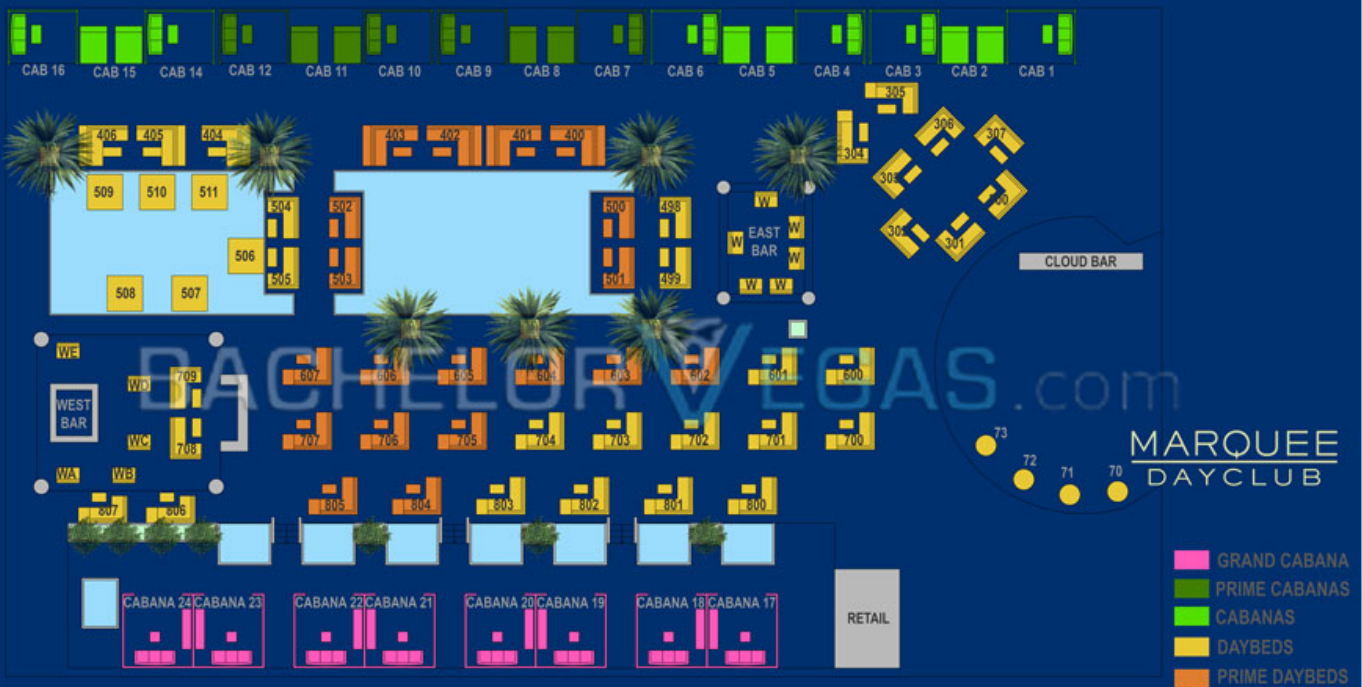 CAB 16 CAB 15 CAB 14 CAB 12 CAB 11 CAB 10 CAB 9 CAB 8 CAB 7 CAB 6 CAB 5 CAB 4 CAB 3 CAB 2 CAB 1
305
406 405 404 403 402 401 400 304 306 307
509 510 511 303 300
504 502 500 498 W
506 W EAST BAR W 302 301
505 503 501 499 W
508 507 W W
CLOUD BAR
WE
WD 709 607 606 605 604 603 602 601 600
BACHELOR VEGAS.com
WEST
BAR
WC 708 707 706 705 704 703 702 701 700
WA WB
73
72 71 70
MARQUEE
DAYCLUB
807 806 805 804 803 802 801 800
CABANA 24 CABANA 23 CABANA 22 CABANA 21 CABANA 20 CABANA 19 CABANA 18 CABANA 17
RETAIL
GRAND CABANA
PRIME CABANAS
CABANAS
DAYBEDS
PRIME DAYBEDS